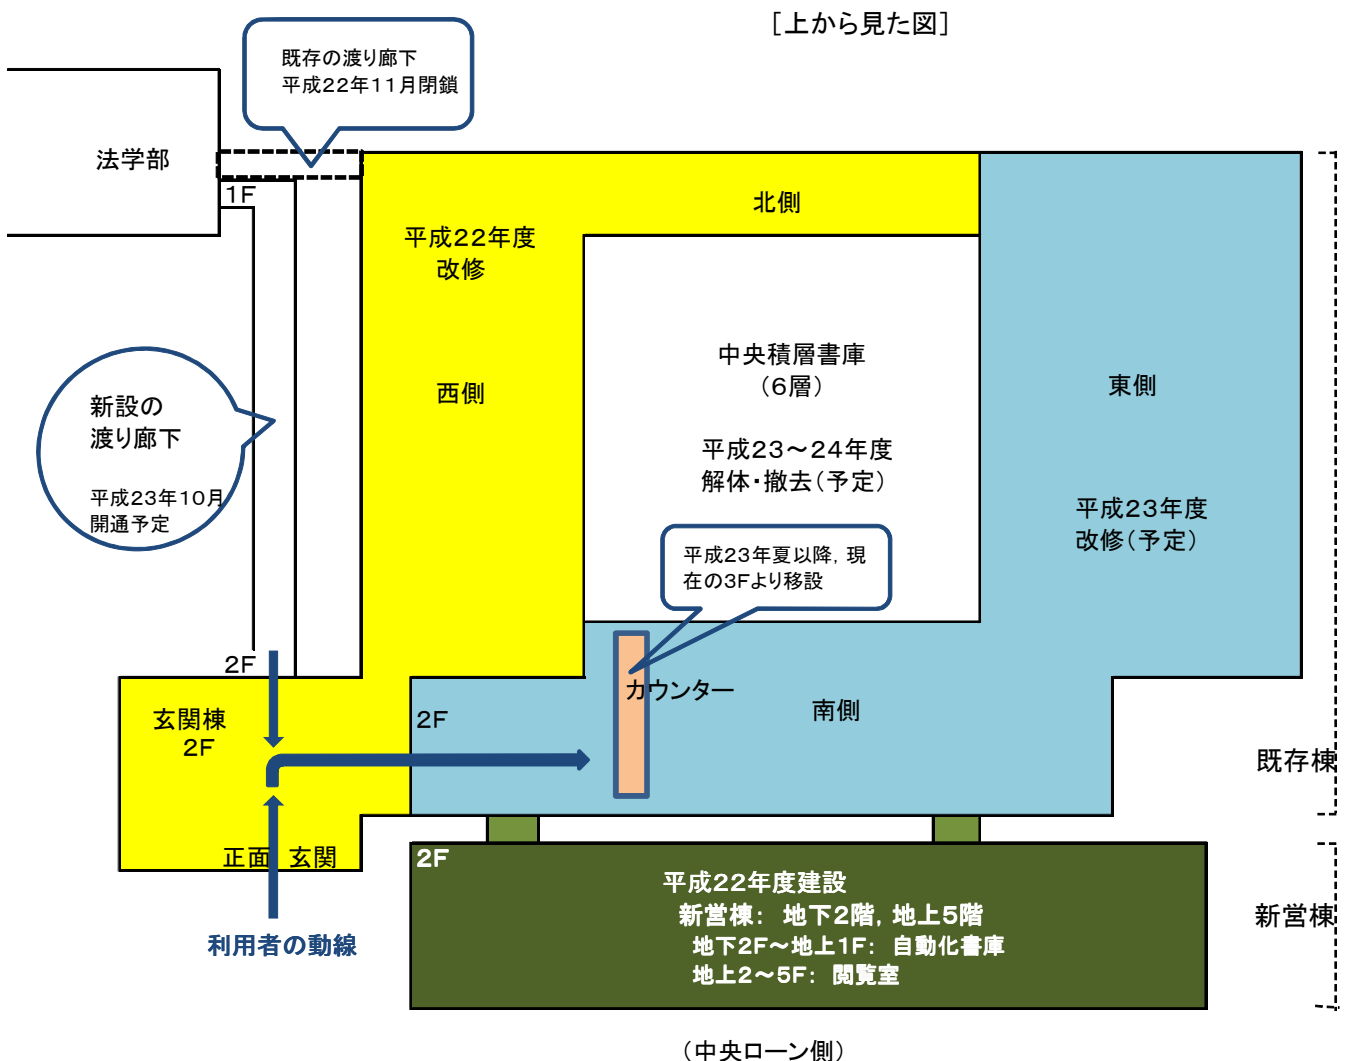 [上から見た図]
既存の渡り廊下
平成22年11月閉鎖
法学部
1F
北側
平成22年度
改修
西側
中央積層書庫
(6層)
平成23~24年度
解体・撤去(予定)
東側
平成23年度
改修(予定)
新設の
渡り廊下
平成23年10月
開通予定
平成23年夏以降, 現
在の3Fより移設
2F
玄関棟
2F
2F
カウンター
南側
既存棟
正面 玄関
利用者の動線
2F
平成22年度建設
新営棟: 地下2階, 地上5階
地下2F~地上1F: 自動化書庫
地上2~5F: 閲覧室
新営棟
(中央ローン側)